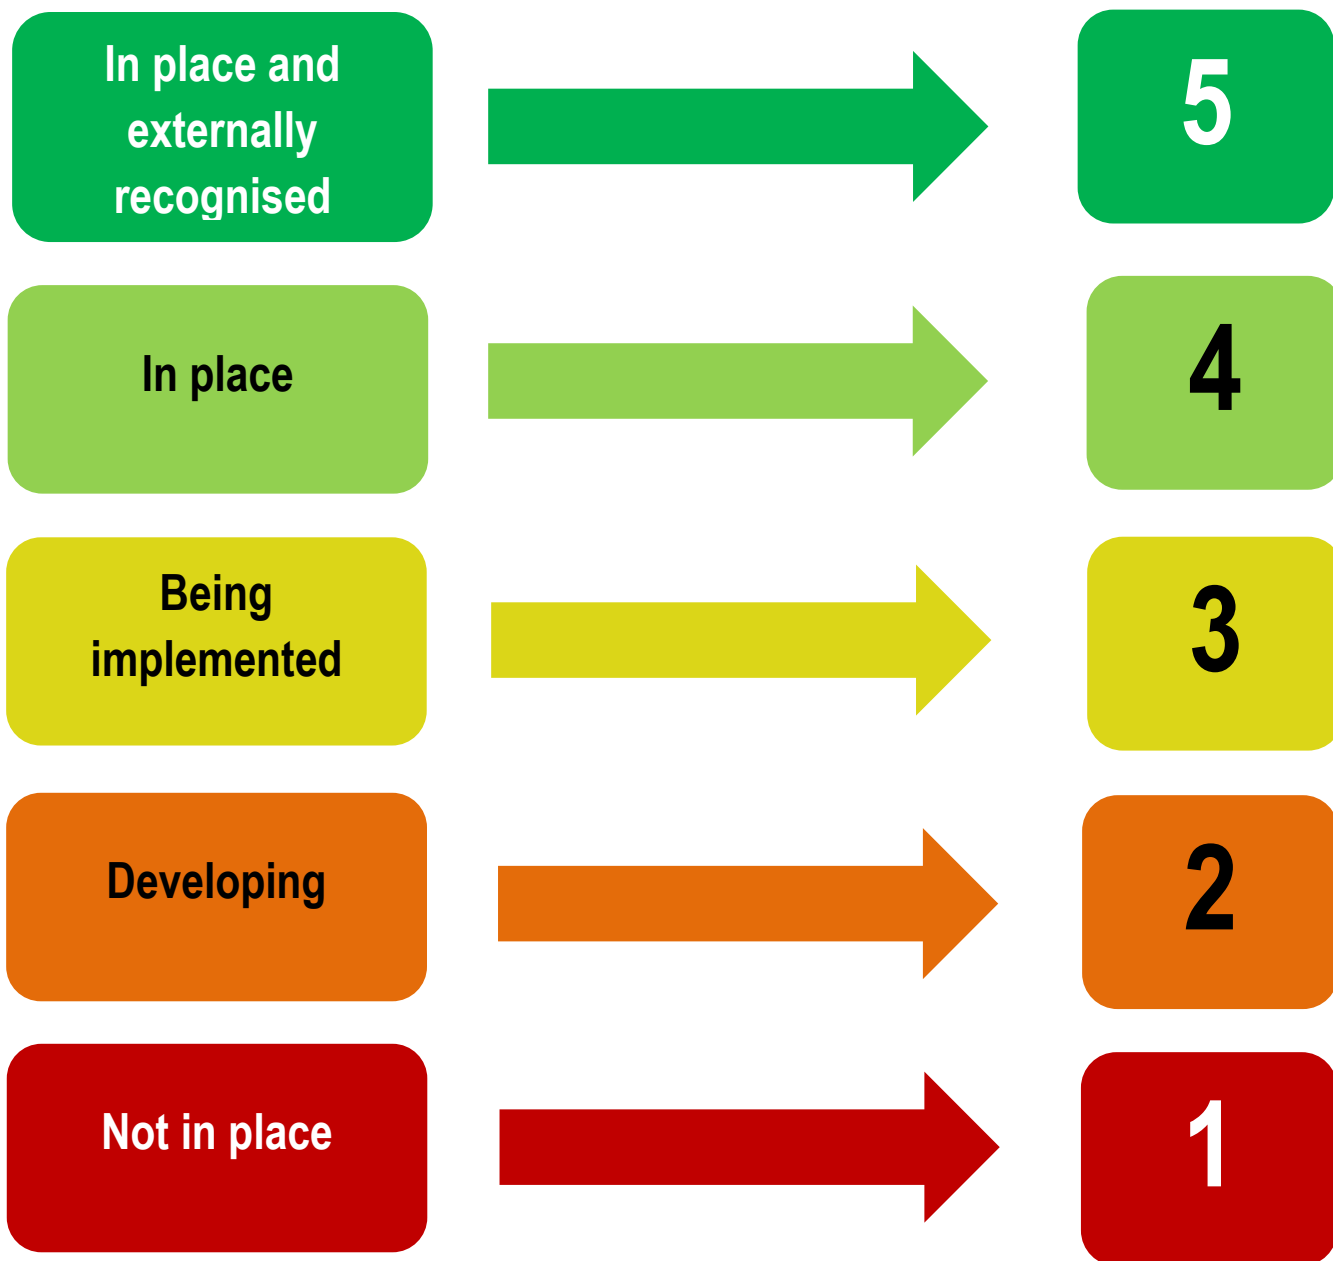 In place and
externally
recognised
5
In place
4
Being
implemented
3
Developing
2
Not in place
1